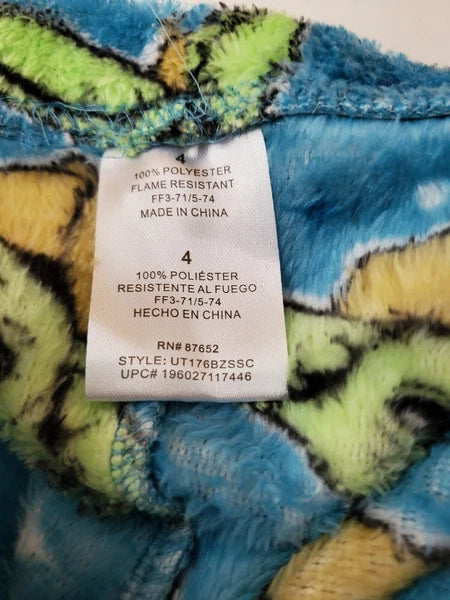 4
100% POLYESTER
FLAME RESISTANT
FF3-71/5-74
MADE IN CHINA
4
100% POLIÉSTER
RESISTENTE AL FUEGO
FF3-71/5-74
HECHO EN CHINA
RN# 87652
STYLE: UT176BZSSC
UPC# 196027117446